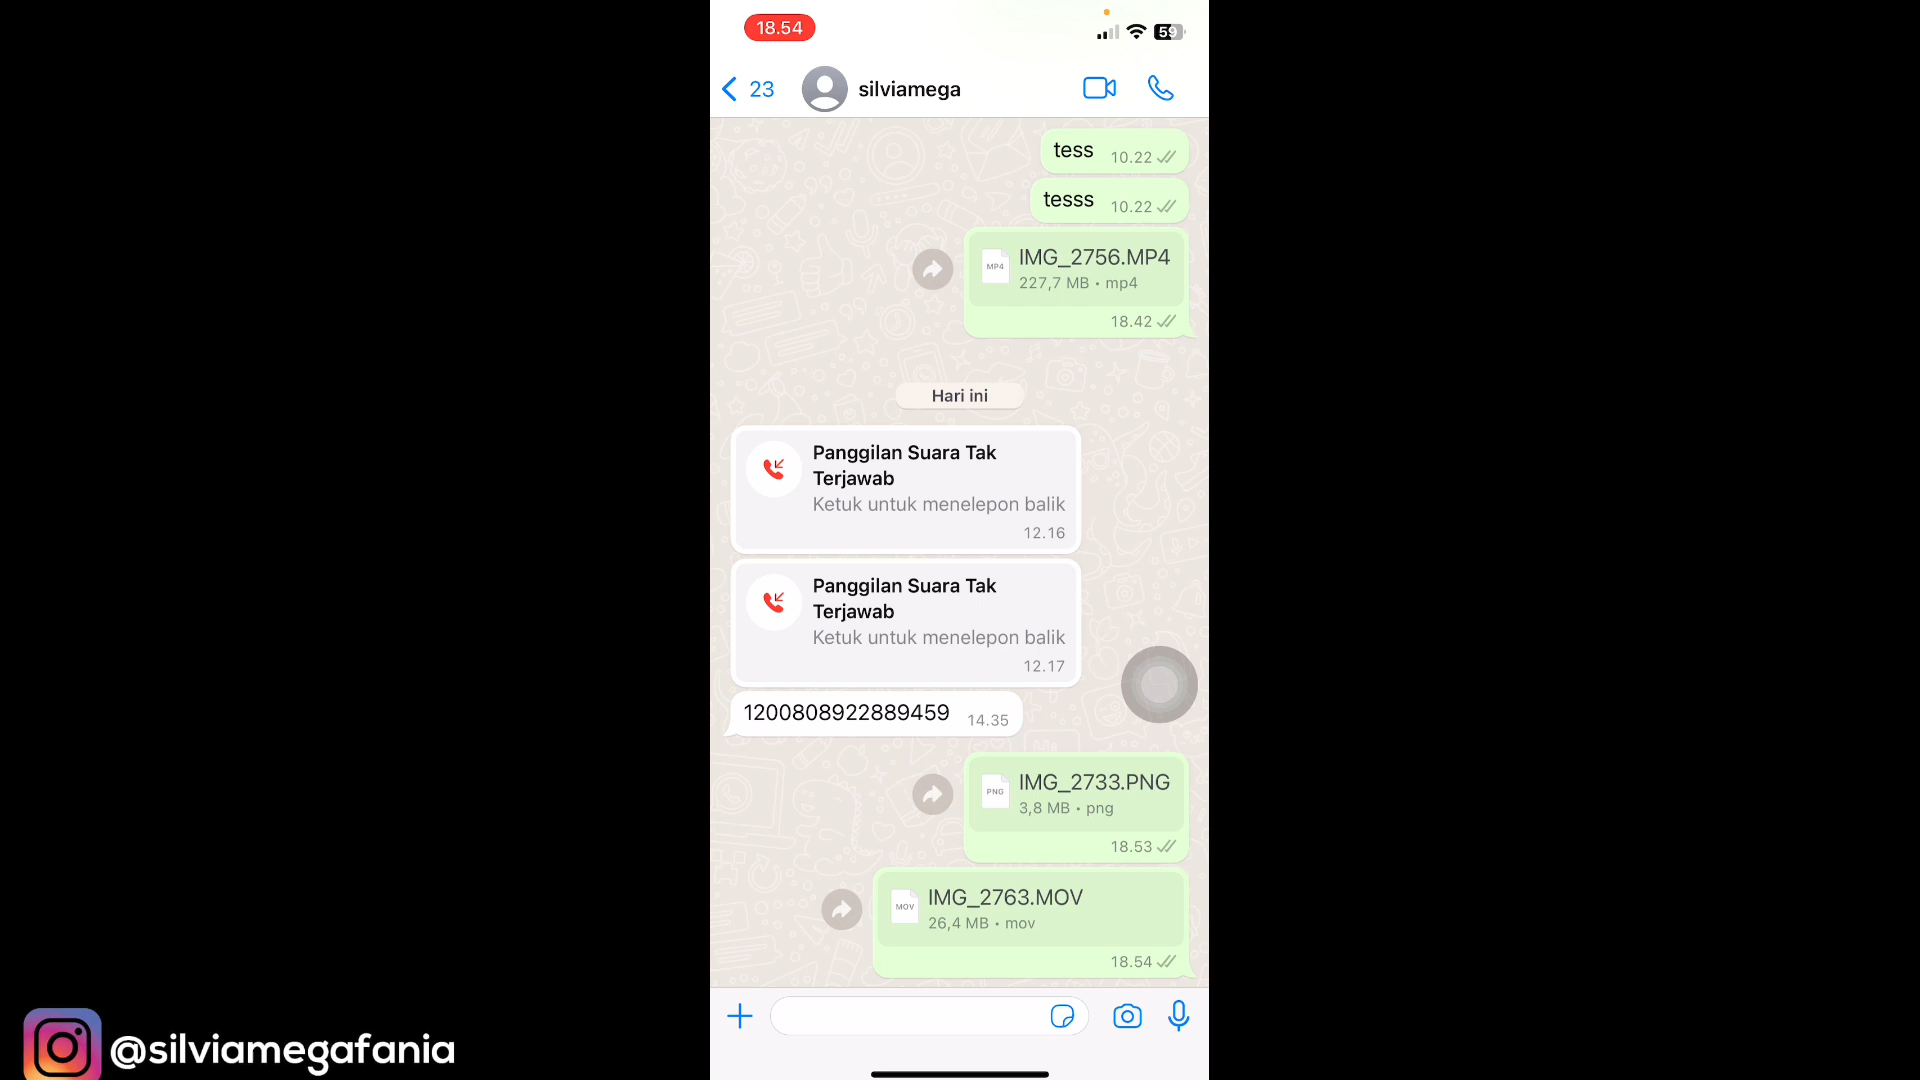 18.54
59
23
silviamega
tess 10.22
tesss 10.22
MP4
IMG_2756.MP4
227,7 MB • mp4
18.42
Hari ini
Panggilan Suara Tak
Terjawab
Ketuk untuk menelepon balik
12.16
Panggilan Suara Tak
Terjawab
Ketuk untuk menelepon balik
12.17
1200808922889459 14.35
PNG
IMG_2733.PNG
3,8 MB • png
18.53
MOV
IMG_2763.MOV
26,4 MB • mov
18.54
@silviamegafania